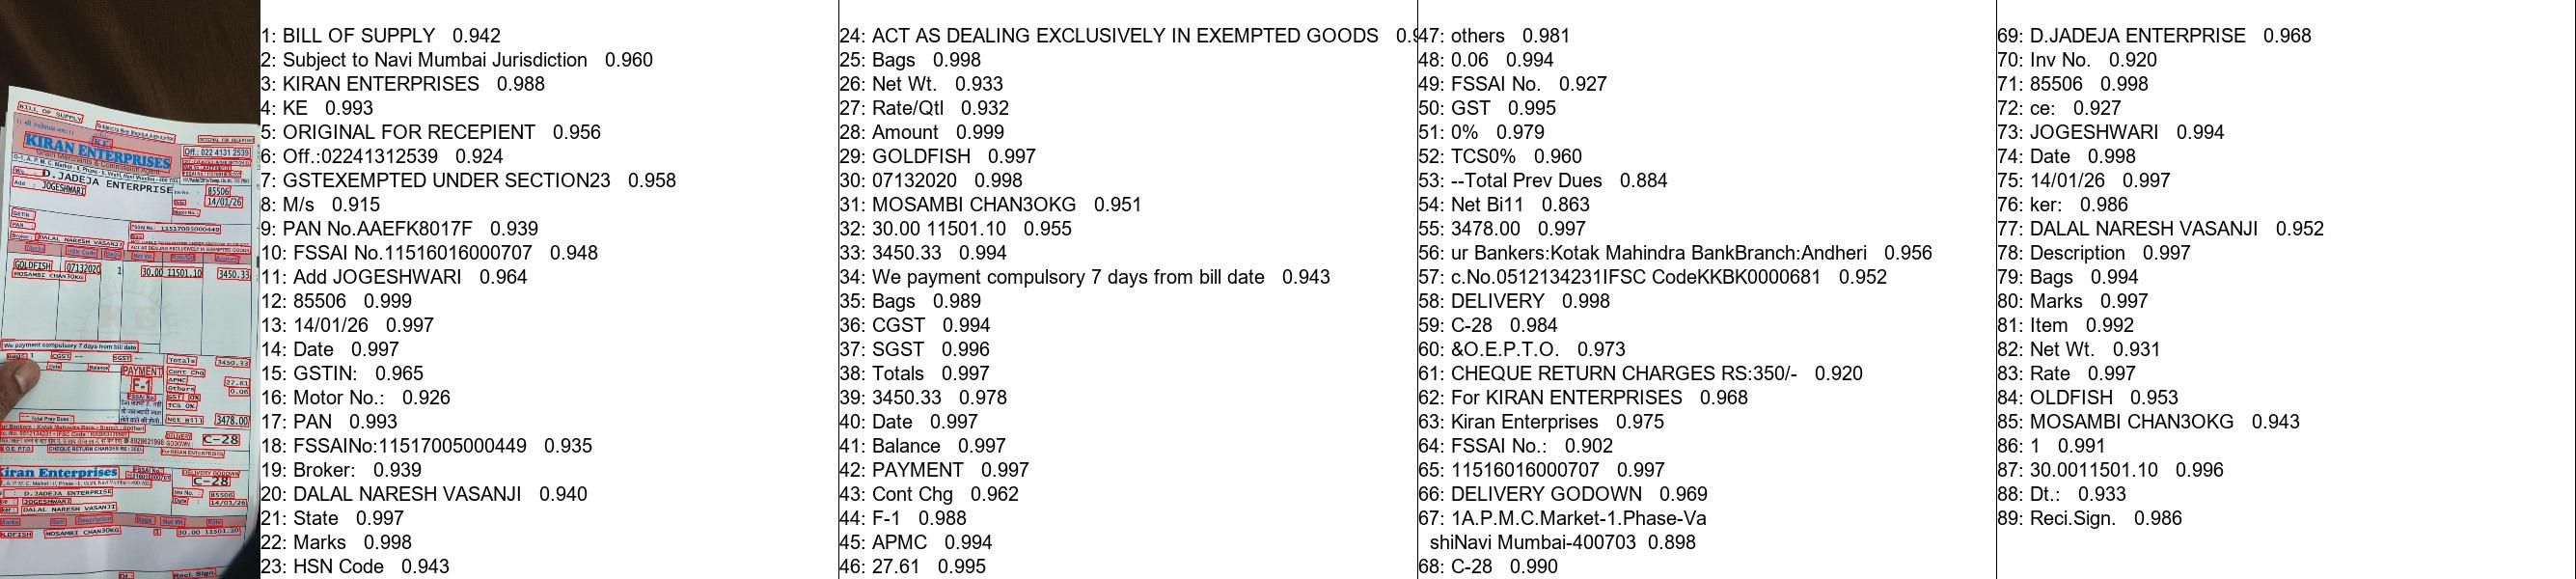 1: BILL OF SUPPLY 0.942
2: Subject to Navi Mumbai Jurisdiction 0.960
3: KIRAN ENTERPRISES 0.988
4: KE 0.993
5: ORIGINAL FOR RECEPIENT 0.956
6: Off.:02241312539 0.924
7: GSTEXEMPTED UNDER SECTION23 0.958
8: M/s 0.915
9: PAN No.AAEFK8017F 0.939
10: FSSAI No.11516016000707 0.948
11: Add JOGESHWARI 0.964
12: 85506 0.999
13: 14/01/26 0.997
14: Date 0.997
15: GSTIN: 0.965
16: Motor No.: 0.926
17: PAN 0.993
18: FSSAINo:11517005000449 0.935
19: Broker: 0.939
20: DALAL NARESH VASANJI 0.940
21: State 0.997
22: Marks 0.998
23: HSN Code 0.943
24: ACT AS DEALING EXCLUSIVELY IN EXEMPTED GOODS 0.9
25: Bags 0.998
26: Net Wt. 0.933
27: Rate/Qtl 0.932
28: Amount 0.999
29: GOLDFISH 0.997
30: 07132020 0.998
31: MOSAMBI CHAN3OKG 0.951
32: 30.00 11501.10 0.955
33: 3450.33 0.994
34: We payment compulsory 7 days from bill date 0.943
35: Bags 0.989
36: CGST 0.994
37: SGST 0.996
38: Totals 0.997
39: 3450.33 0.978
40: Date 0.997
41: Balance 0.997
42: PAYMENT 0.997
43: Cont Chg 0.962
44: F-1 0.988
45: APMC 0.994
46: 27.61 0.995
47: others 0.981
48: 0.06 0.994
49: FSSAI No. 0.927
50: GST 0.995
51: 0% 0.979
52: TCS0% 0.960
53: --Total Prev Dues 0.884
54: Net Bi11 0.863
55: 3478.00 0.997
56: ur Bankers:Kotak Mahindra BankBranch:Andheri 0.956
57: c.No.0512134231IFSC CodeKKBK0000681 0.952
58: DELIVERY 0.998
59: C-28 0.984
60: &O.E.P.T.O. 0.973
61: CHEQUE RETURN CHARGES RS:350/- 0.920
62: For KIRAN ENTERPRISES 0.968
63: Kiran Enterprises 0.975
64: FSSAI No.: 0.902
65: 11516016000707 0.997
66: DELIVERY GODOWN 0.969
67: 1A.P.M.C.Market-1.Phase-Va
shiNavi Mumbai-400703 0.898
68: C-28 0.990
69: D.JADEJA ENTERPRISE 0.968
70: Inv No. 0.920
71: 85506 0.998
72: ce: 0.927
73: JOGESHWARI 0.994
74: Date 0.998
75: 14/01/26 0.997
76: ker: 0.986
77: DALAL NARESH VASANJI 0.952
78: Description 0.997
79: Bags 0.994
80: Marks 0.997
81: Item 0.992
82: Net Wt. 0.931
83: Rate 0.997
84: OLDFISH 0.953
85: MOSAMBI CHAN3OKG 0.943
86: 1 0.991
87: 30.0011501.10 0.996
88: Dt.: 0.933
89: Reci.Sign. 0.986